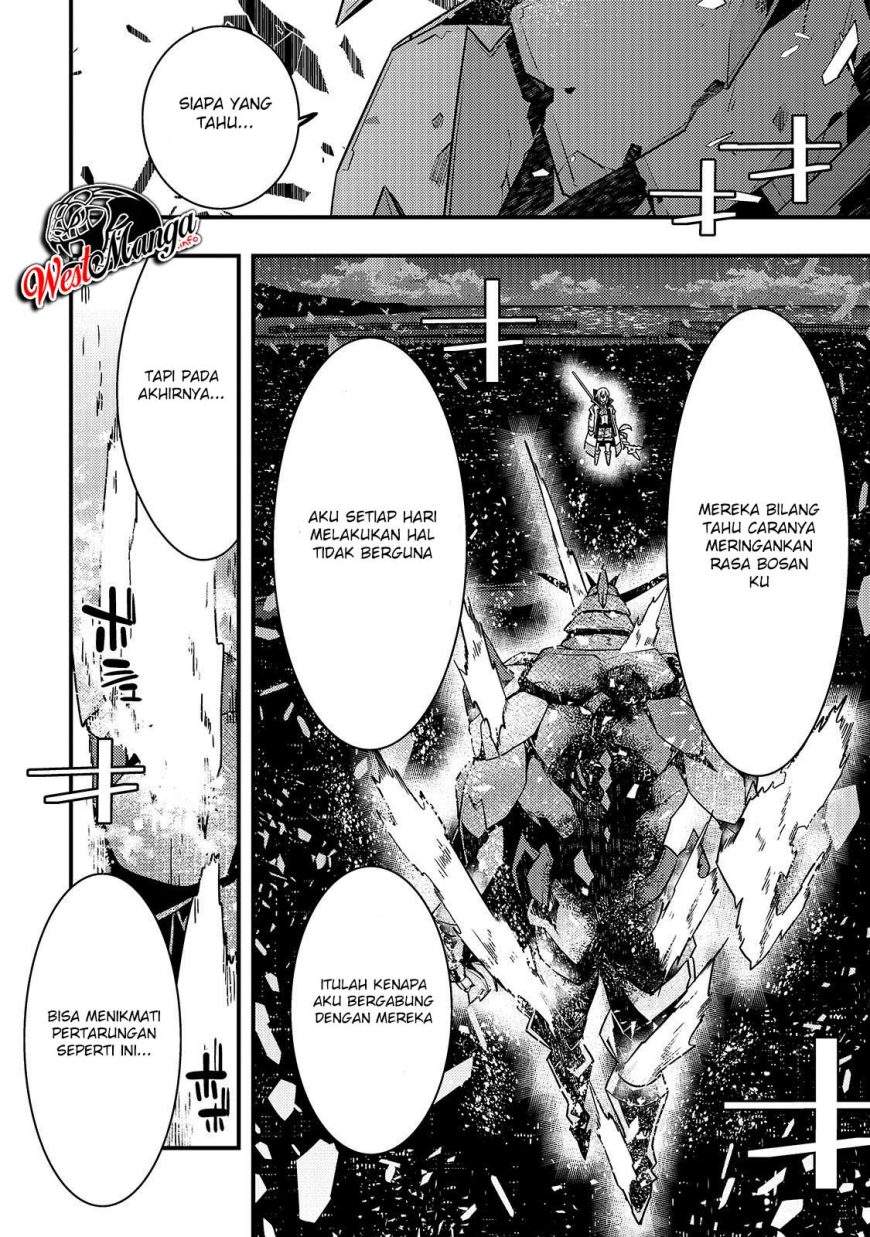 SIAPA YANG
TAHU...
WestManga
.info
MEREKA BILANG
TAHU CARANYA
MERINGANKAN
RASA BOSAN
KU
AKU SETIAP HARI
MELAKUKAN HAL
TIDAK BERGUNA
ITULAH KENAPA
AKU BERGABUNG
DENGAN MEREKA
TAPI PADA
AKHIRNYA...
BISA MENIKMATI
PERTARUNGAN
SEPERTI INI...